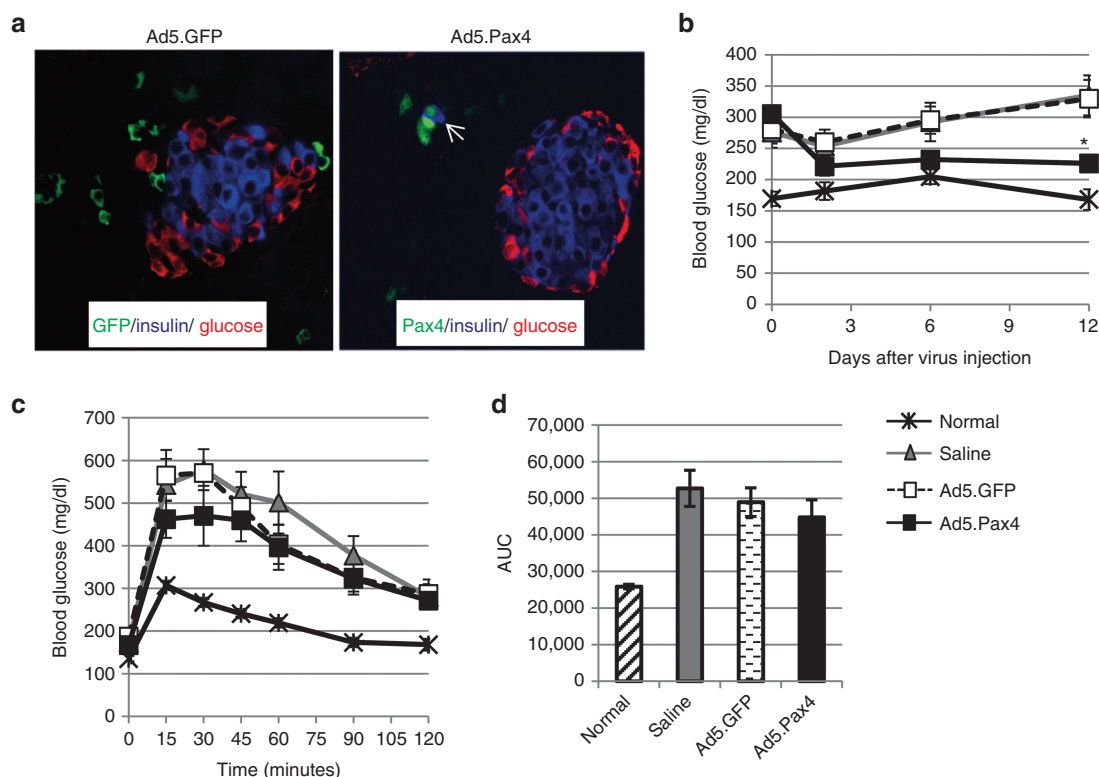 a
Ad5.GFP
Ad5.Pax4
GFP/insulin/ glucose
Pax4/insulin/ glucose
b
Blood glucose (mg/dl)
400
350
300
250
200
150
100
50
0
*
0 3 6 9 12
Days after virus injection
c
Blood glucose (mg/dl)
700
600
500
400
300
200
100
0
0 15 30 45 60 75 90 105 120
Time (minutes)
d
AUC
70,000
60,000
50,000
40,000
30,000
20,000
10,000
0
Normal
Saline
Ad5.GFP
Ad5.Pax4
Normal
Saline
Ad5.GFP
Ad5.Pax4